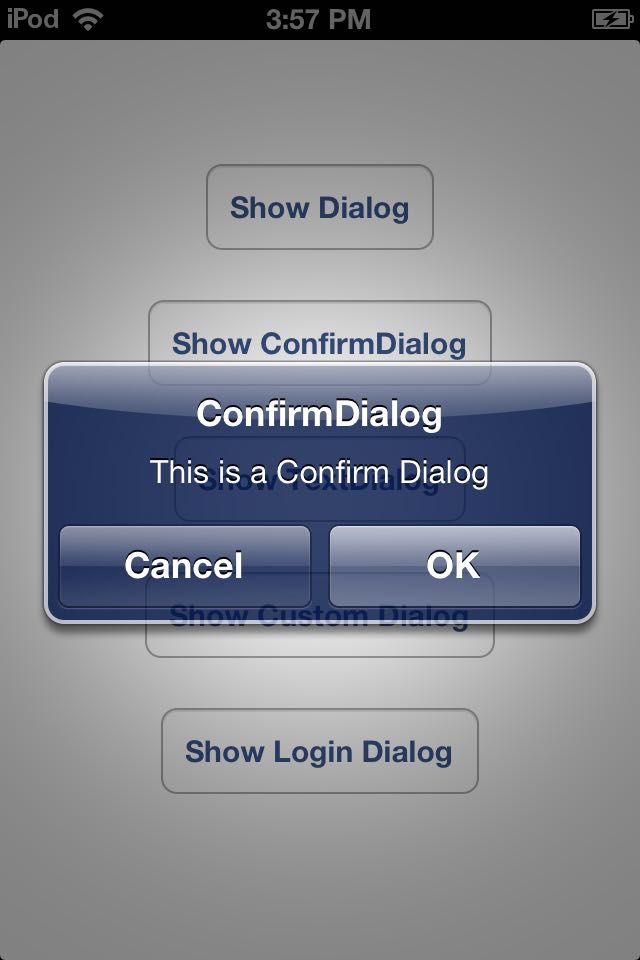 iPod 3:57 PM
Show Dialog
Show ConfirmDialog
ConfirmDialog
This is a Confirm Dialog
Show TextDialog
Cancel OK
Show Custom Dialog
Show Login Dialog